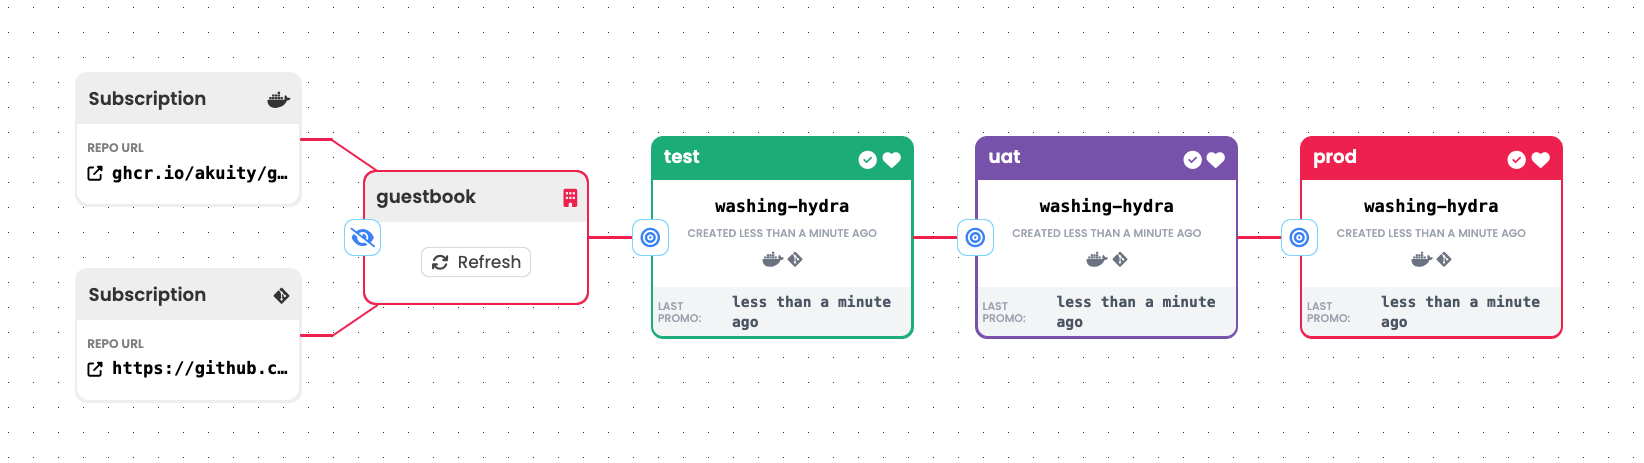 Subscription
REPO URL
ghcr.io/akuity/g…
Subscription
REPO URL
https://github.c…
guestbook
Refresh
test
washing-hydra
CREATED LESS THAN A MINUTE AGO
LAST PROMO:
less than a minute
ago
uat
washing-hydra
CREATED LESS THAN A MINUTE AGO
LAST PROMO:
less than a minute
ago
prod
washing-hydra
CREATED LESS THAN A MINUTE AGO
LAST PROMO:
less than a minute
ago